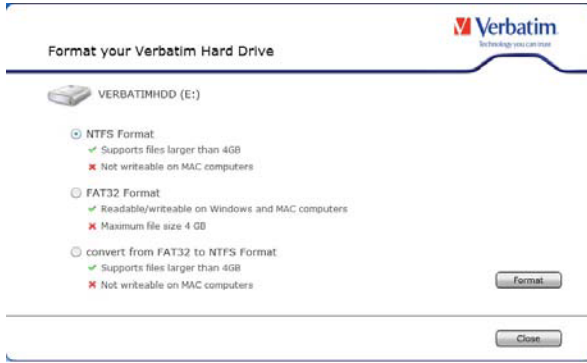 Verbatim
Technology you can trust
Format your Verbatim Hard Drive
VERBATIMHDD (E:)
NTFS Format
Supports files larger than 4GB
Not writeable on MAC computers
FAT32 Format
Readable/writeable on Windows and MAC computers
Maximum file size 4 GB
convert from FAT32 to NTFS Format
Supports files larger than 4GB
Not writeable on MAC computers
Format
Close